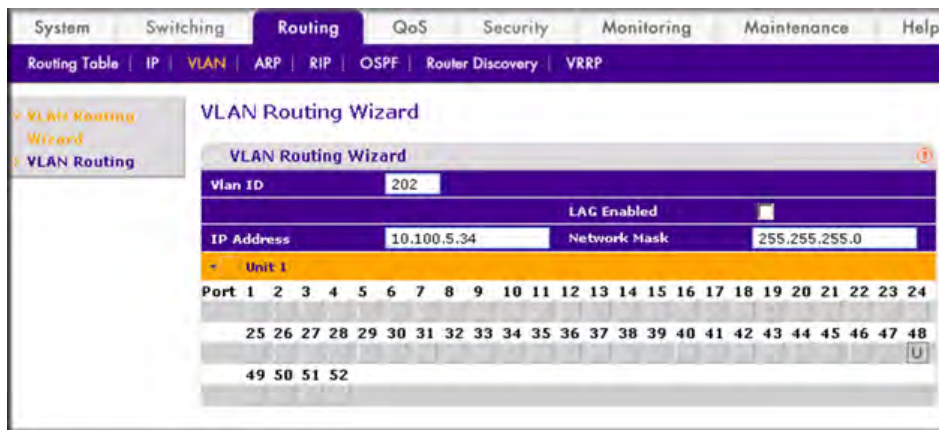 System Switching Routing QoS Security Monitoring Maintenance Help
Routing Table | IP | VLAN | ARP | RIP | OSPF | Router Discovery | VRRP
VLAN Routing
Wizard
VLAN Routing
VLAN Routing Wizard
VLAN Routing Wizard
Vlan ID 202
LAG Enabled
IP Address 10.100.5.34 Network Mask 255.255.255.0
Unit 1
Port 1 2 3 4 5 6 7 8 9 10 11 12 13 14 15 16 17 18 19 20 21 22 23 24
25 26 27 28 29 30 31 32 33 34 35 36 37 38 39 40 41 42 43 44 45 46 47 48
U
49 50 51 52